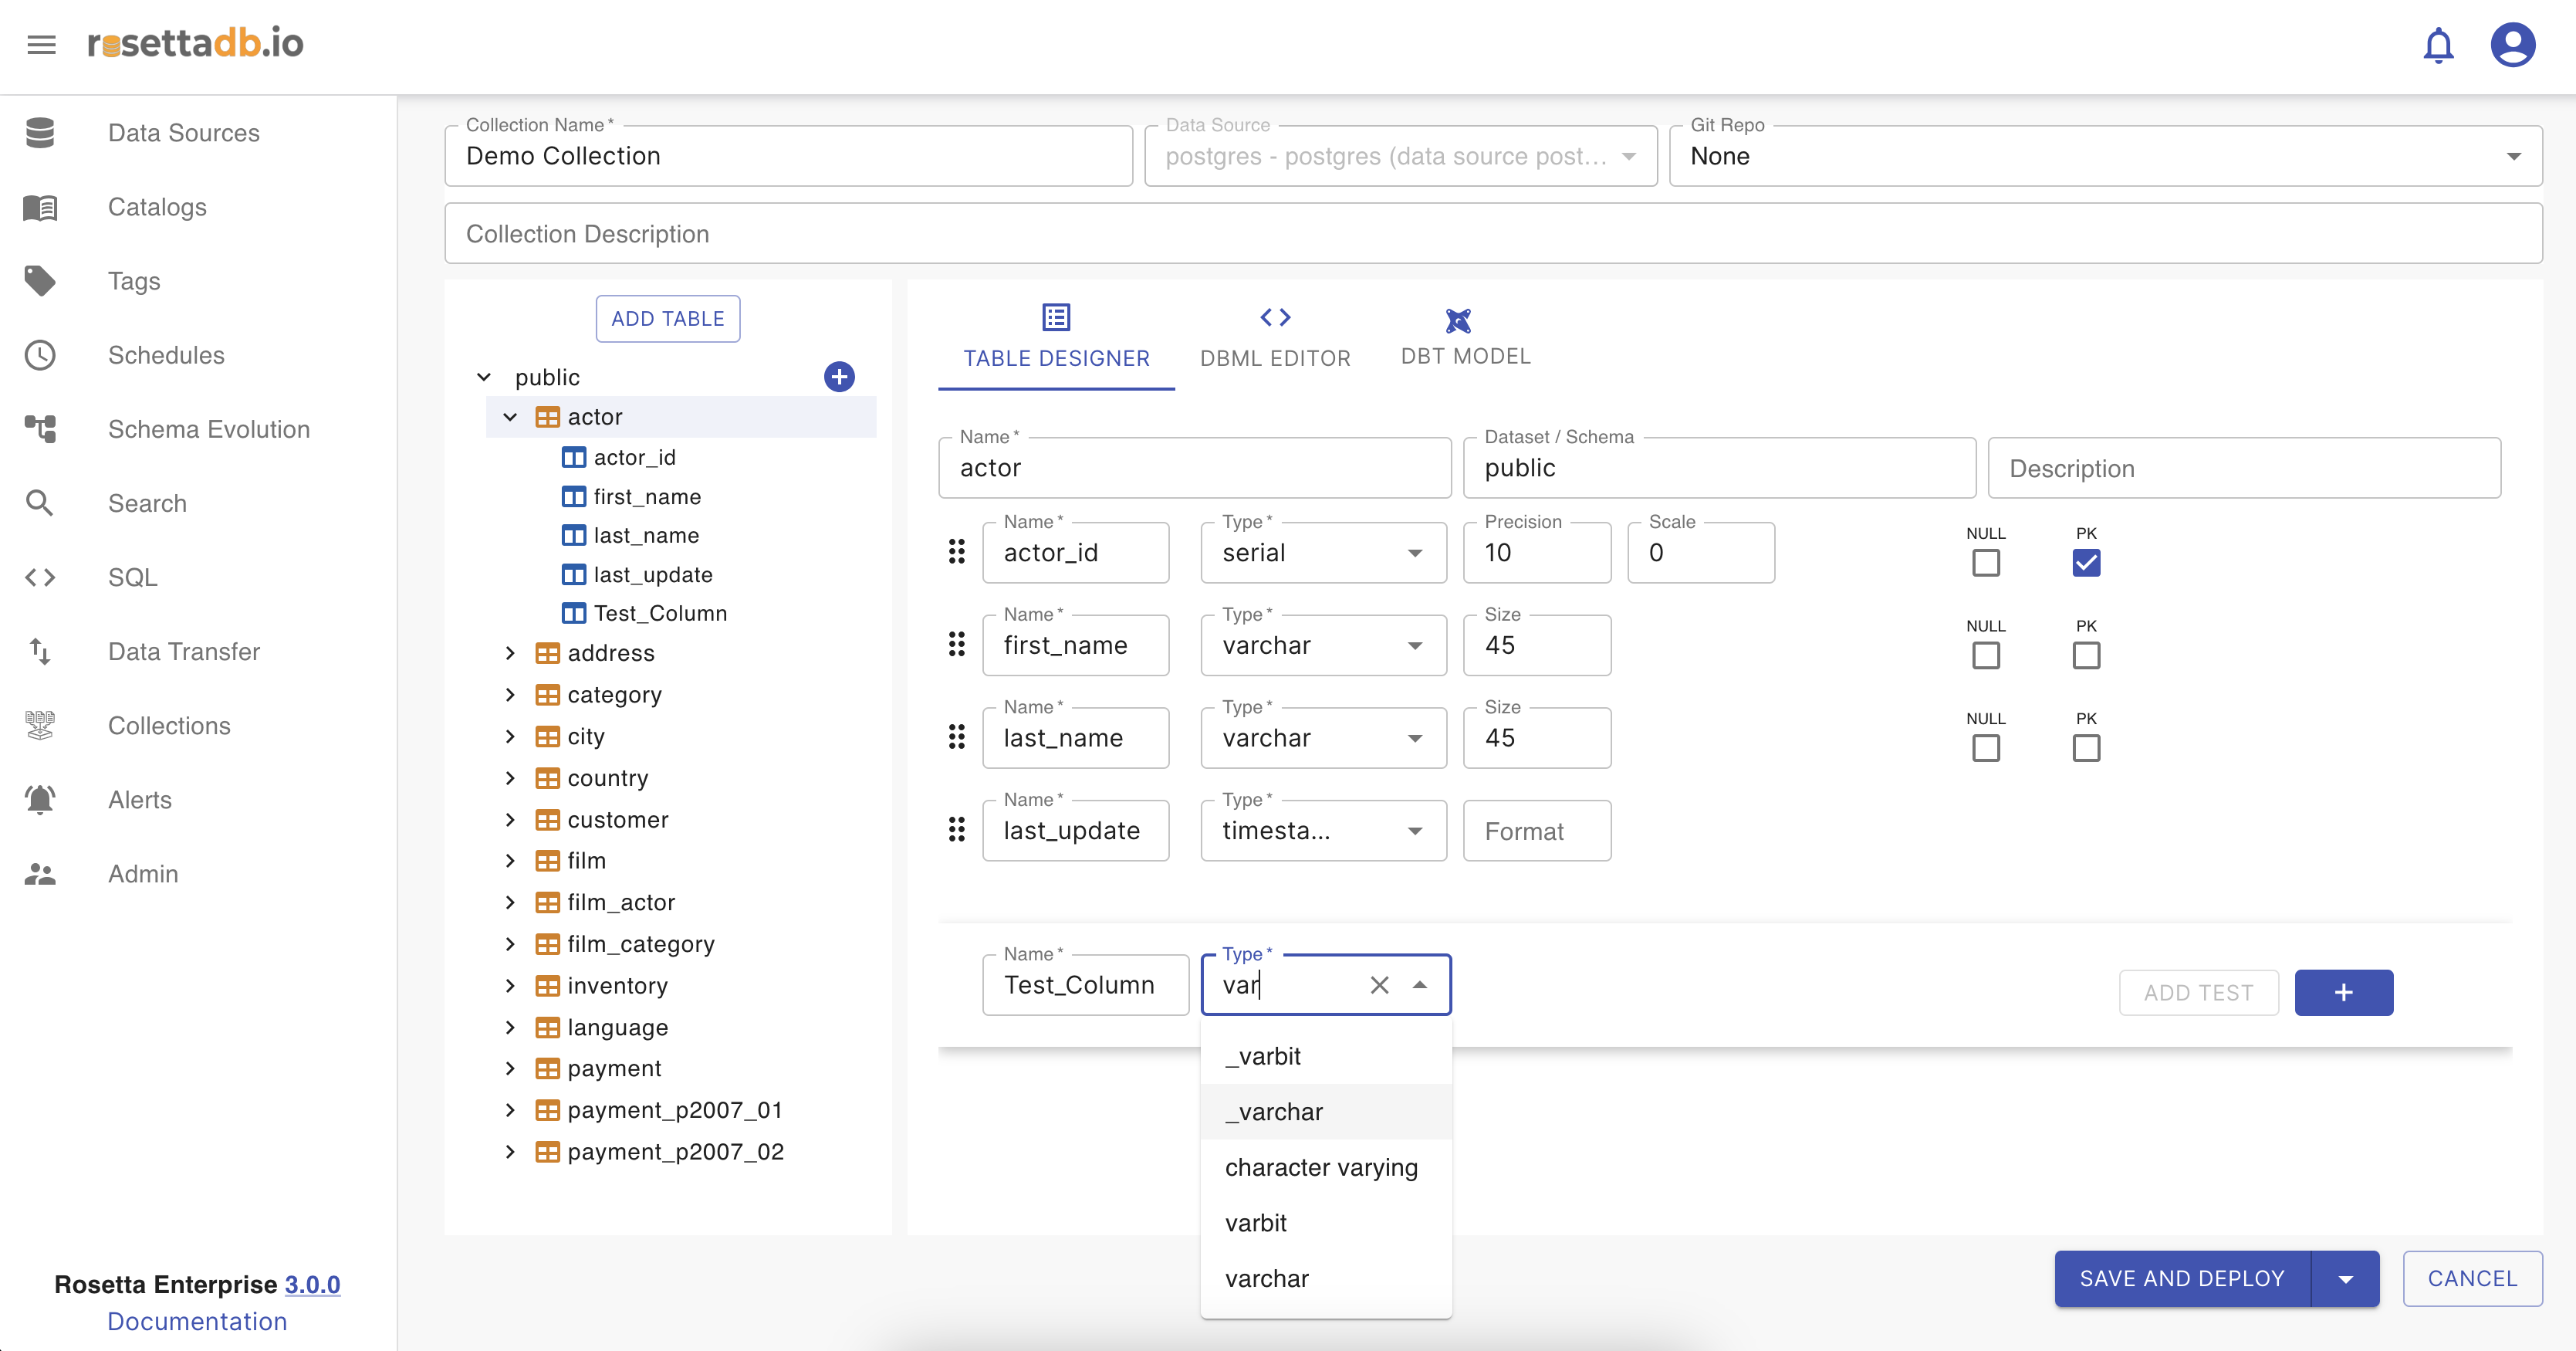 rosettadb.io
Data Sources
Catalogs
Tags
Schedules
Schema Evolution
Search
SQL
Data Transfer
Collections
Alerts
Admin
Rosetta Enterprise 3.0.0
Documentation
Collection Name *
Demo Collection
Data Source
postgres - postgres (data source post...
Git Repo
None
Collection Description
ADD TABLE
public
actor
actor_id
first_name
last_name
last_update
Test_Column
address
category
city
country
customer
film
film_actor
film_category
inventory
language
payment
payment_p2007_01
payment_p2007_02
TABLE DESIGNER
DBML EDITOR
DBT MODEL
Name *
actor
Dataset / Schema
public
Description
Name *
actor_id
Type *
serial
Precision
10
Scale
0
NULL
PK
Name *
first_name
Type *
varchar
Size
45
NULL
PK
Name *
last_name
Type *
varchar
Size
45
NULL
PK
Name *
last_update
Type *
timesta...
Format
Name *
Test_Column
Type *
var
ADD TEST
+
_varbit
_varchar
character varying
varbit
varchar
SAVE AND DEPLOY
CANCEL